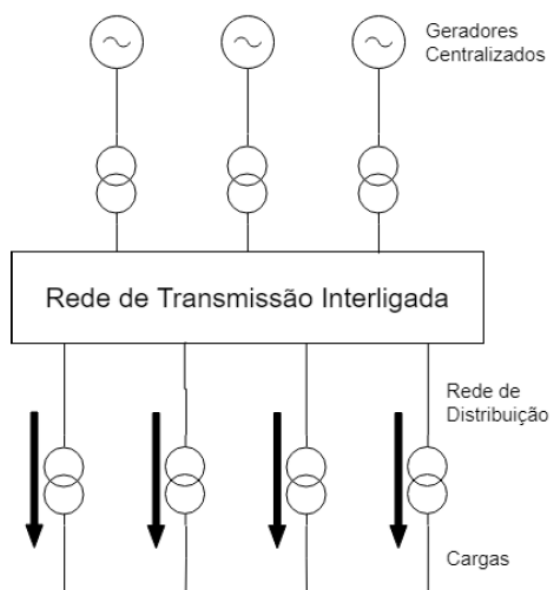 Geradores
Centralizados
Rede de Transmissão Interligada
Rede de
Distribuição
Cargas